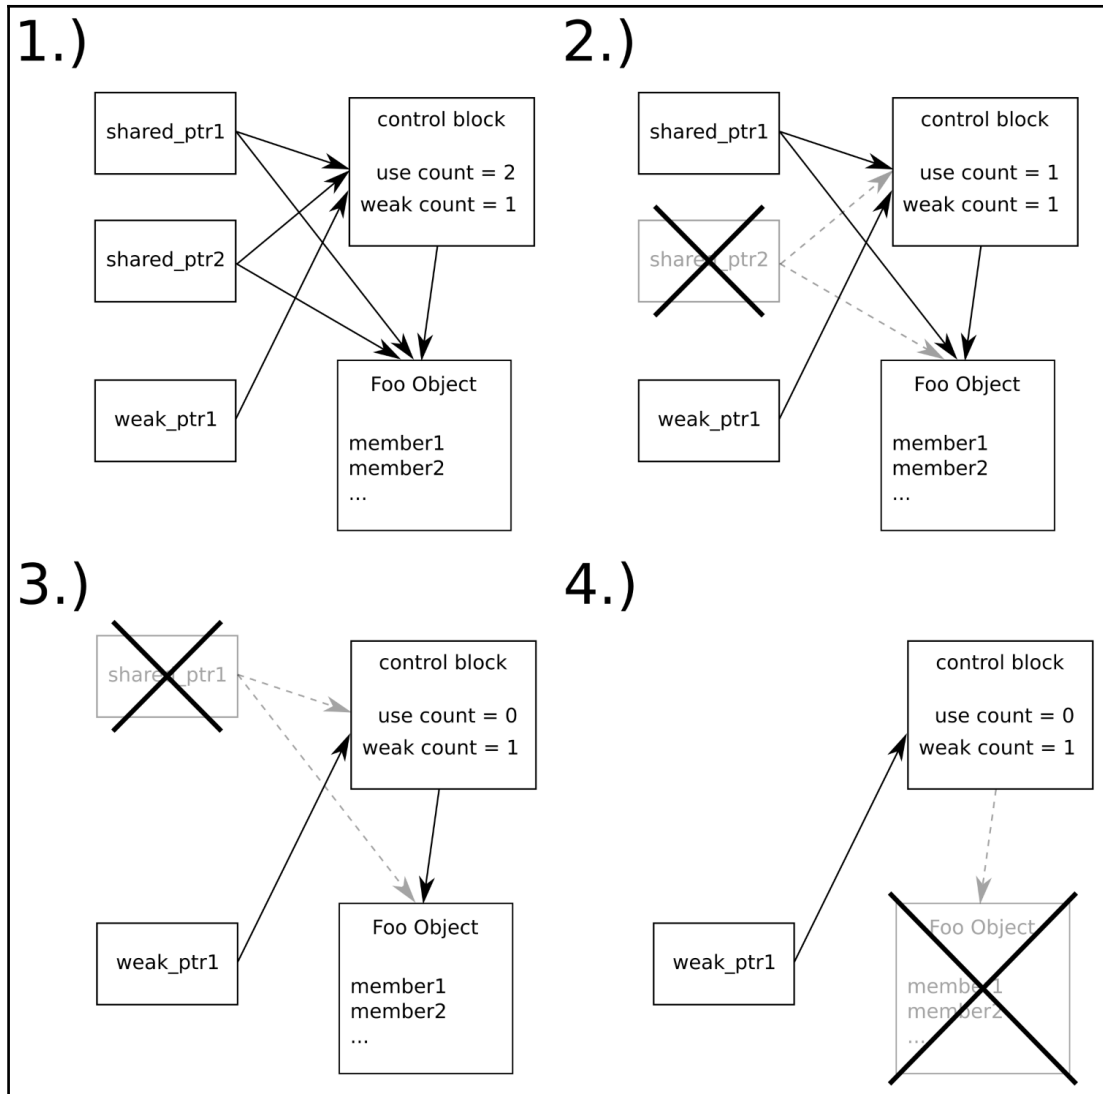 1.)
shared_ptr1
shared_ptr2
weak_ptr1
control block
use count = 2
weak count = 1
Foo Object
member1
member2
...
2.)
shared_ptr1
shared_ptr2
weak_ptr1
control block
use count = 1
weak count = 1
Foo Object
member1
member2
...
3.)
shared_ptr1
weak_ptr1
control block
use count = 0
weak count = 1
Foo Object
member1
member2
...
4.)
weak_ptr1
control block
use count = 0
weak count = 1
Foo Object
member1
member2
...